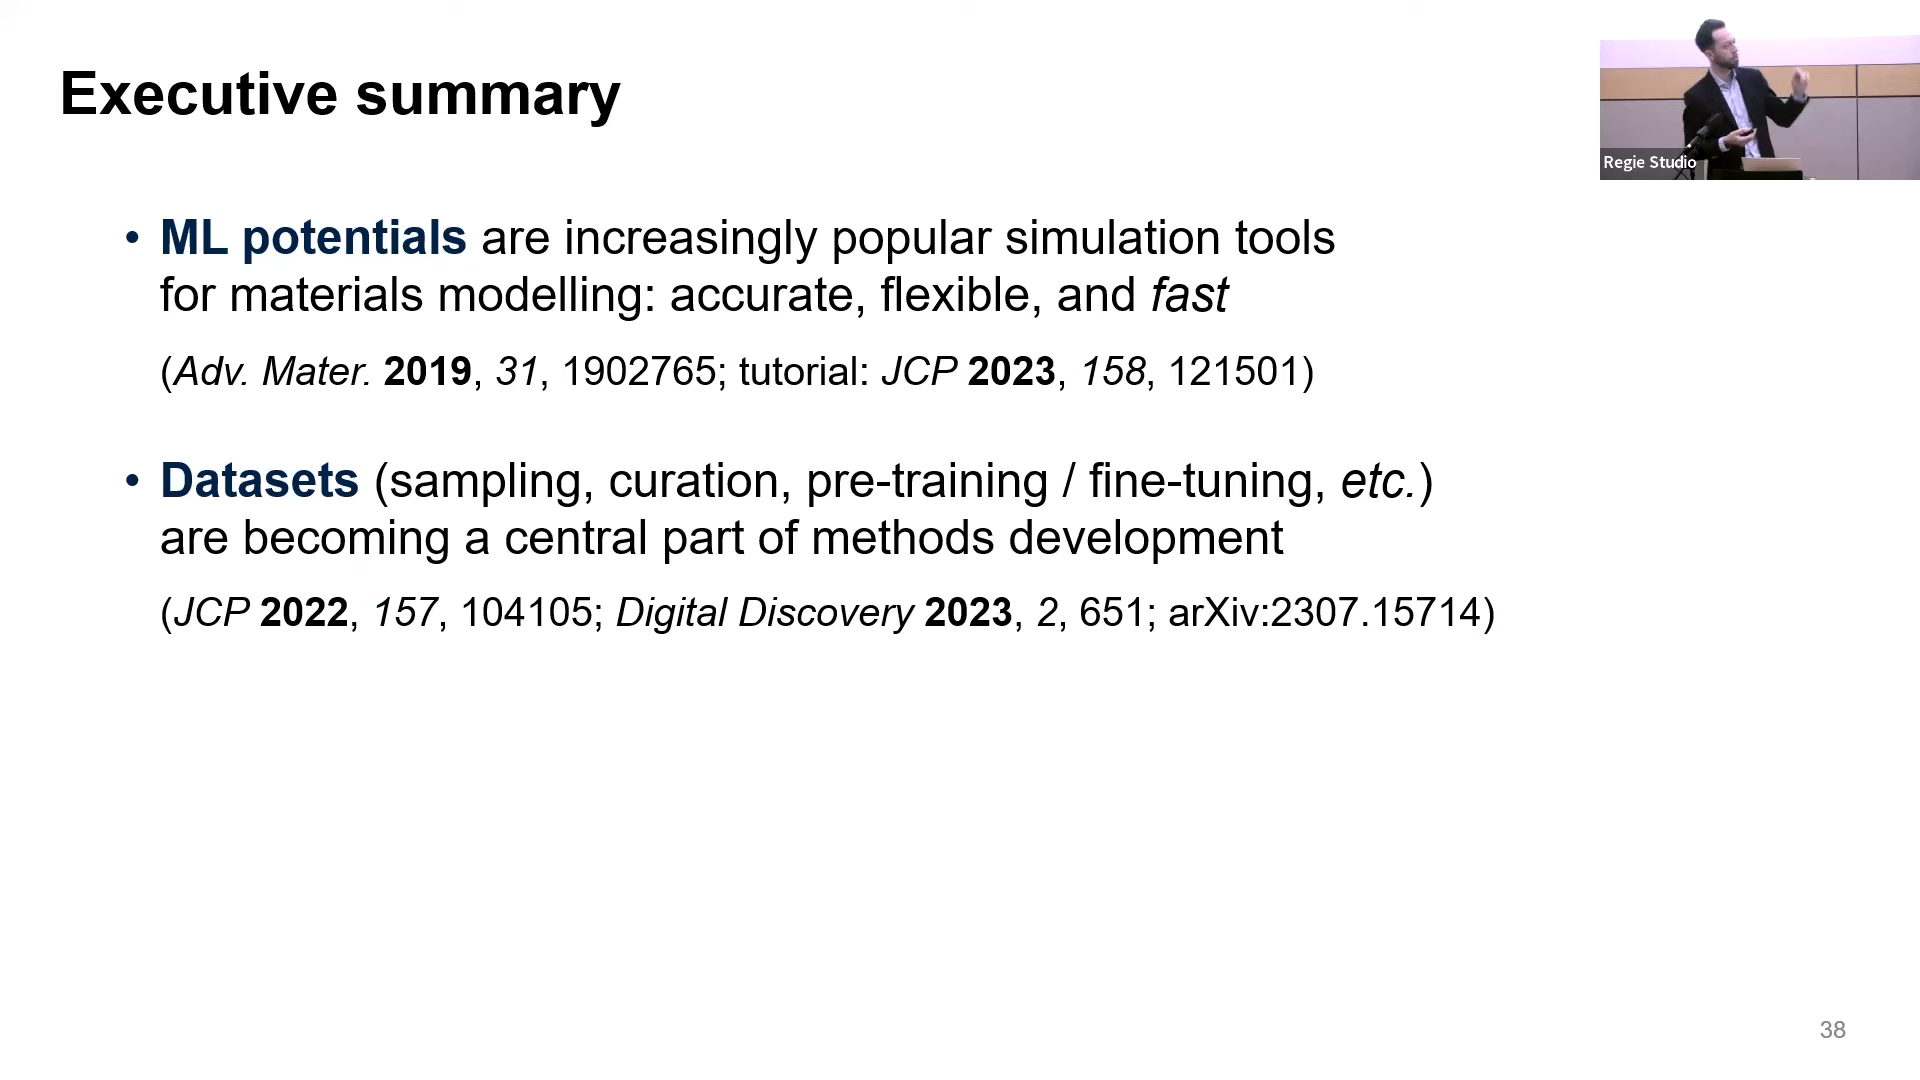 Executive summary
Regie Studio
• ML potentials are increasingly popular simulation tools
for materials modelling: accurate, flexible, and fast
(Adv. Mater. 2019, 31, 1902765; tutorial: JCP 2023, 158, 121501)
• Datasets (sampling, curation, pre-training / fine-tuning, etc.)
are becoming a central part of methods development
(JCP 2022, 157, 104105; Digital Discovery 2023, 2, 651; arXiv:2307.15714)
38